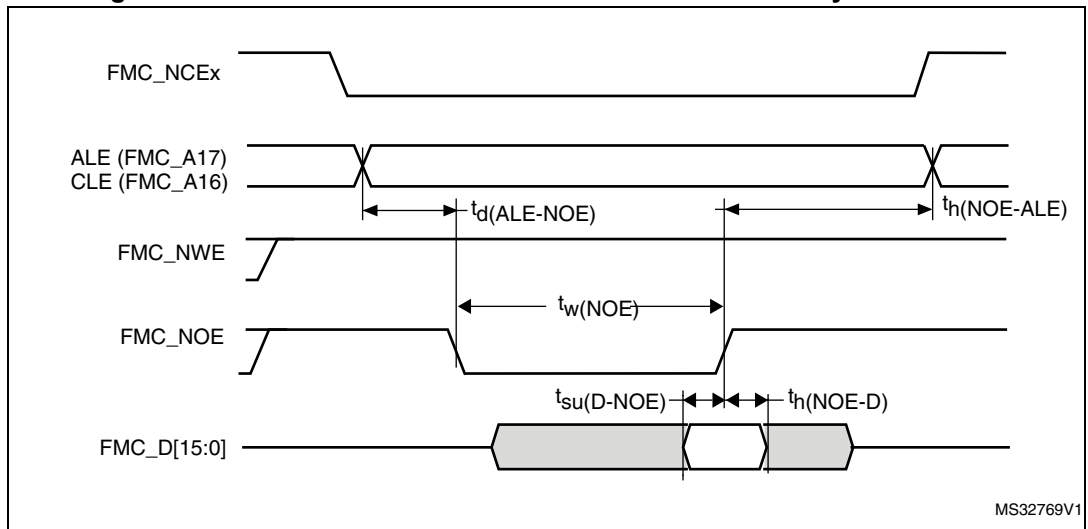 FMC_NCEx
ALE (FMC_A17)
CLE (FMC_A16)
td(ALE-NOE)
th(NOE-ALE)
FMC_NWE
tw(NOE)
FMC_NOE
tsu(D-NOE)
th(NOE-D)
FMC_D[15:0]
MS32769V1